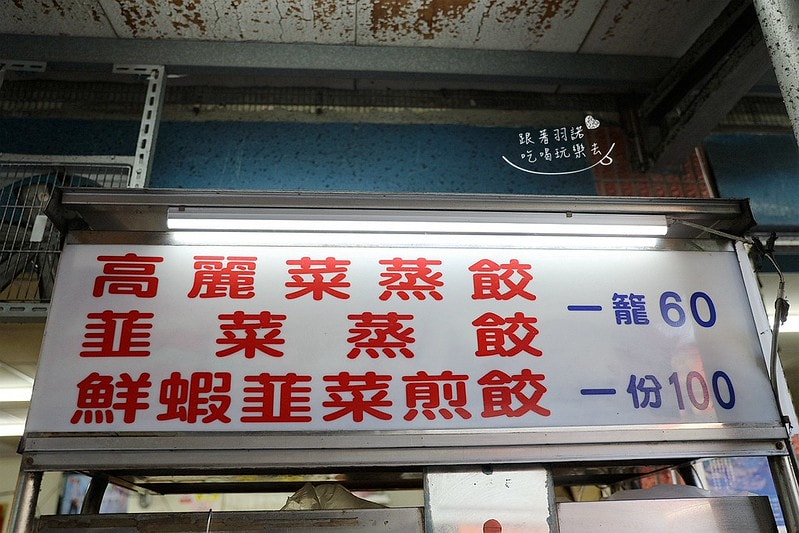 跟著羽諾
吃喝玩樂去
高麗菜蒸餃
韮菜蒸餃
一籠60
鮮蝦韮菜煎餃
一份100